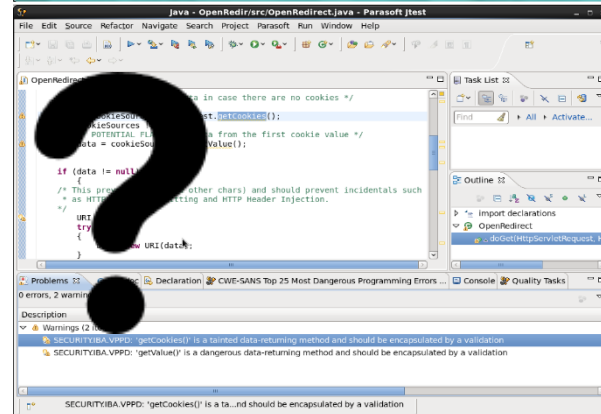 Java - OpenRedir/src/OpenRedirect.java - Parasoft Jtest
File Edit Source Refactor Navigate Search Project Parasoft Run Window Help
OpenRedirec
Task List
in case there are no cookies */
.getCookies();
Find All Activate...
POTENTIAL from the first cookie value */
data = Value();
if (data != null)
{
/* This other chars) and should prevent incidentals such
* as and HTTP Header Injection.
*/
URI
try
{
URI(data);
}
Outline
import declarations
OpenRedirect
doGet(HttpServletRequest, H
Problems Declaration CWE-SANS Top 25 Most Dangerous Programming Errors ... Console Quality Tasks
0 errors, 2 warnin
Description
Warnings (2
SECURITY.IBA.VPPD: 'getCookies()' is a tainted data-returning method and should be encapsulated by a validation
SECURITY.IBA.VPPD: 'getValue()' is a dangerous data-returning method and should be encapsulated by a validation
SECURITY.IBA.VPPD: 'getCookies()' is a ta...nd should be encapsulated by a validation